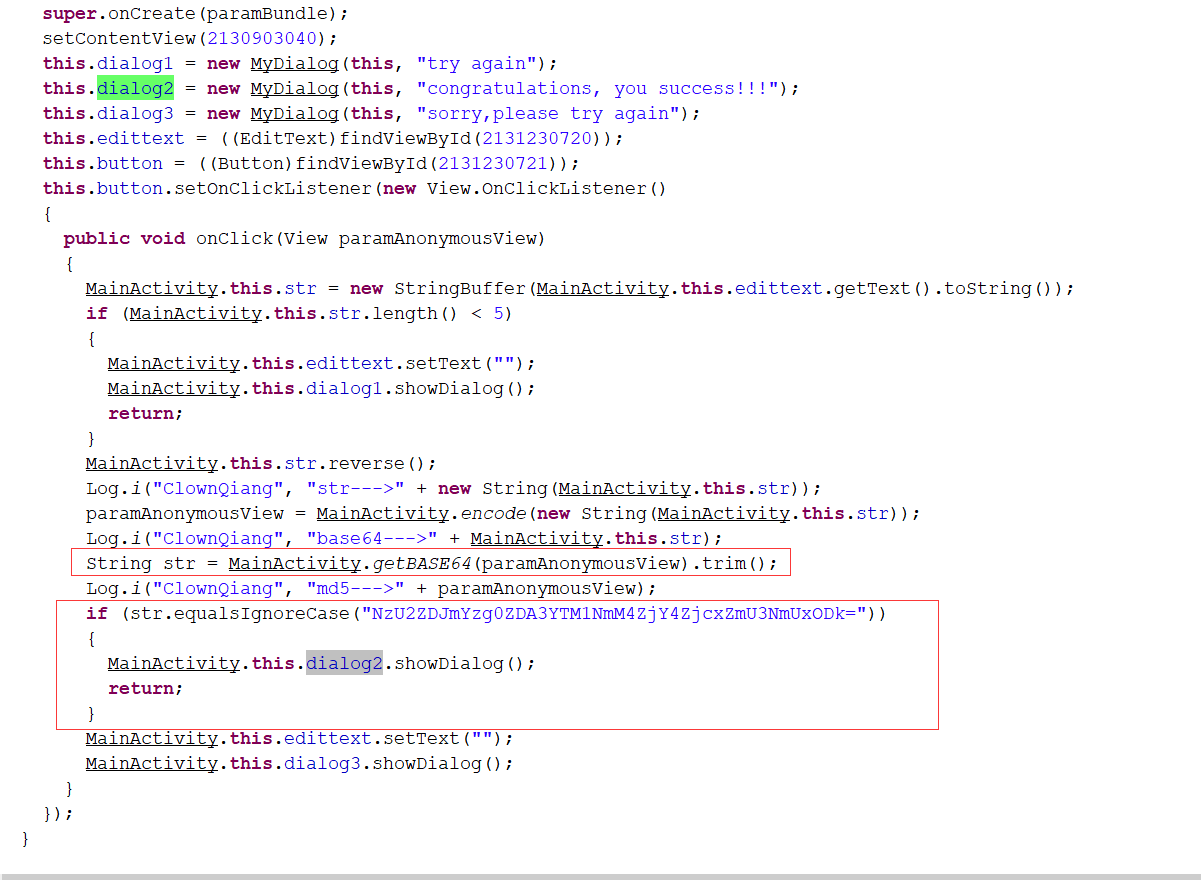 super.onCreate(paramBundle);
setContentView(2130903040);
this.dialog1 = new MyDialog(this, "try again");
this.dialog2 = new MyDialog(this, "congratulations, you success!!!");
this.dialog3 = new MyDialog(this, "sorry,please try again");
this.edittext = ((EditText)findViewById(2131230720));
this.button = ((Button)findViewById(2131230721));
this.button.setOnClickListener(new View.OnClickListener()
{
public void onClick(View paramAnonymousView)
{
MainActivity.this.str = new StringBuffer(MainActivity.this.edittext.getText().toString());
if (MainActivity.this.str.length() < 5)
{
MainActivity.this.edittext.setText("");
MainActivity.this.dialog1.showDialog();
return;
}
MainActivity.this.str.reverse();
Log.i("ClownQiang", "str--->" + new String(MainActivity.this.str));
paramAnonymousView = MainActivity.encode(new String(MainActivity.this.str));
Log.i("ClownQiang", "base64--->" + MainActivity.this.str);
String str = MainActivity.getBASE64(paramAnonymousView).trim();
Log.i("ClownQiang", "md5--->" + paramAnonymousView);
if (str.equalsIgnoreCase("NzU2ZDJmYzg0ZDA3YTM1NmM4ZjY4ZjcxZmU3NmUxODk="))
{
MainActivity.this.dialog2.showDialog();
return;
}
MainActivity.this.edittext.setText("");
MainActivity.this.dialog3.showDialog();
}
});
}